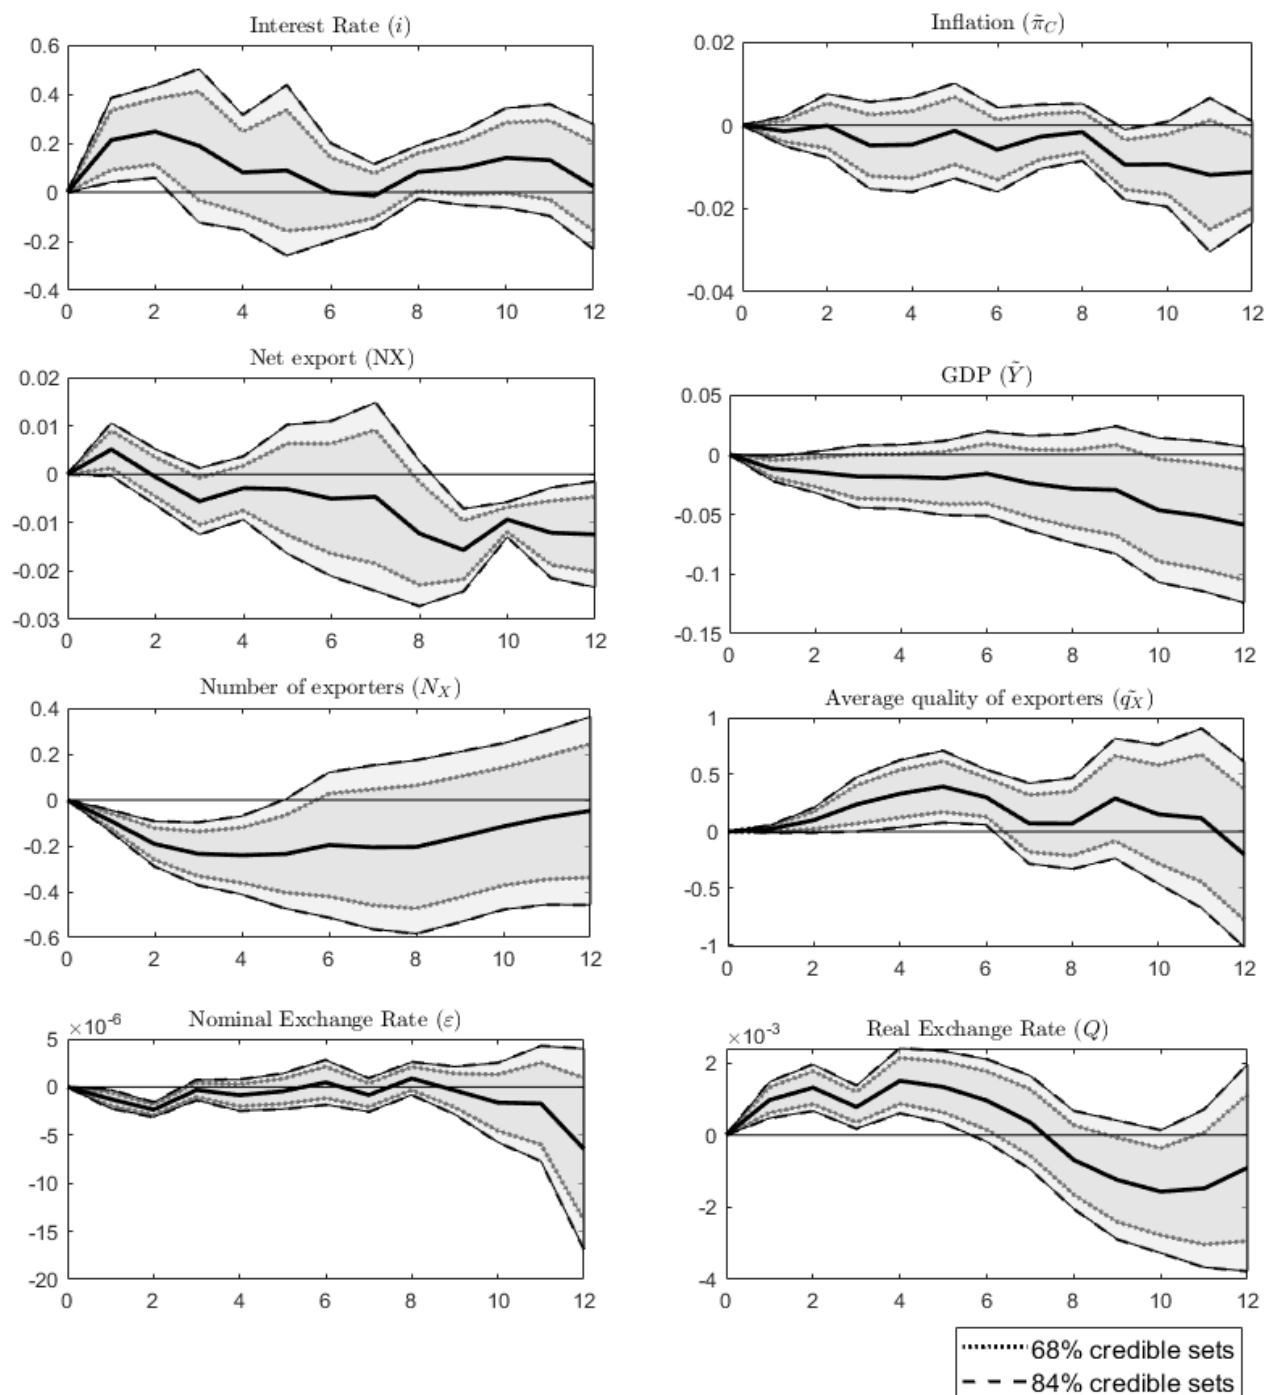 Interest Rate (i)
0.6
0.4
0.2
0
-0.2
-0.4
0 2 4 6 8 10 12
Inflation (π̃_C)
0.02
0
-0.02
-0.04
0 2 4 6 8 10 12
Net export (NX)
0.02
0.01
0
-0.01
-0.02
-0.03
0 2 4 6 8 10 12
GDP (Ỹ)
0.05
0
-0.05
-0.1
-0.15
0 2 4 6 8 10 12
Number of exporters (N_X)
0.4
0.2
0
-0.2
-0.4
-0.6
0 2 4 6 8 10 12
Average quality of exporters (q̃_X)
1
0.5
0
-0.5
-1
0 2 4 6 8 10 12
Nominal Exchange Rate (ε)
×10^-6
5
0
-5
-10
-15
-20
0 2 4 6 8 10 12
Real Exchange Rate (Q)
×10^-3
2
0
-2
-4
0 2 4 6 8 10 12
68% credible sets
84% credible sets